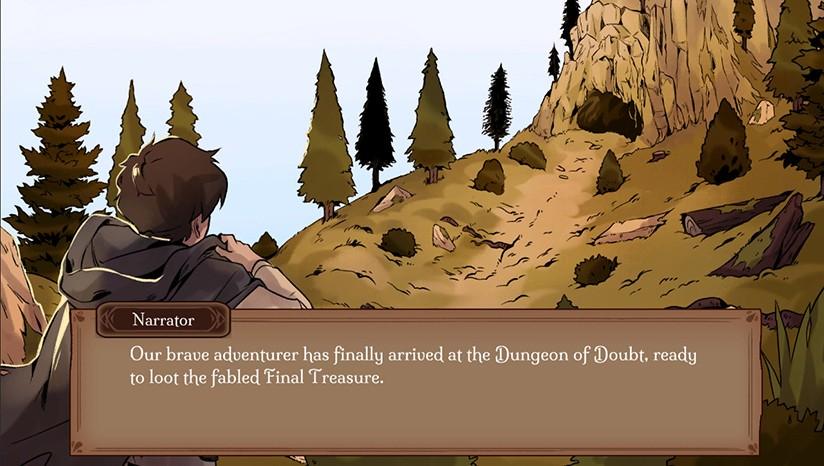 Narrator
Our brave adventurer has finally arrived at the Dungeon of Doubt, ready
to loot the fabled Final Treasure.